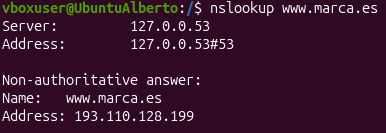 vboxuser@UbuntuAlberto:/$ nslookup www.marca.es
Server:         127.0.0.53
Address:        127.0.0.53#53

Non-authoritative answer:
Name:   www.marca.es
Address: 193.110.128.199